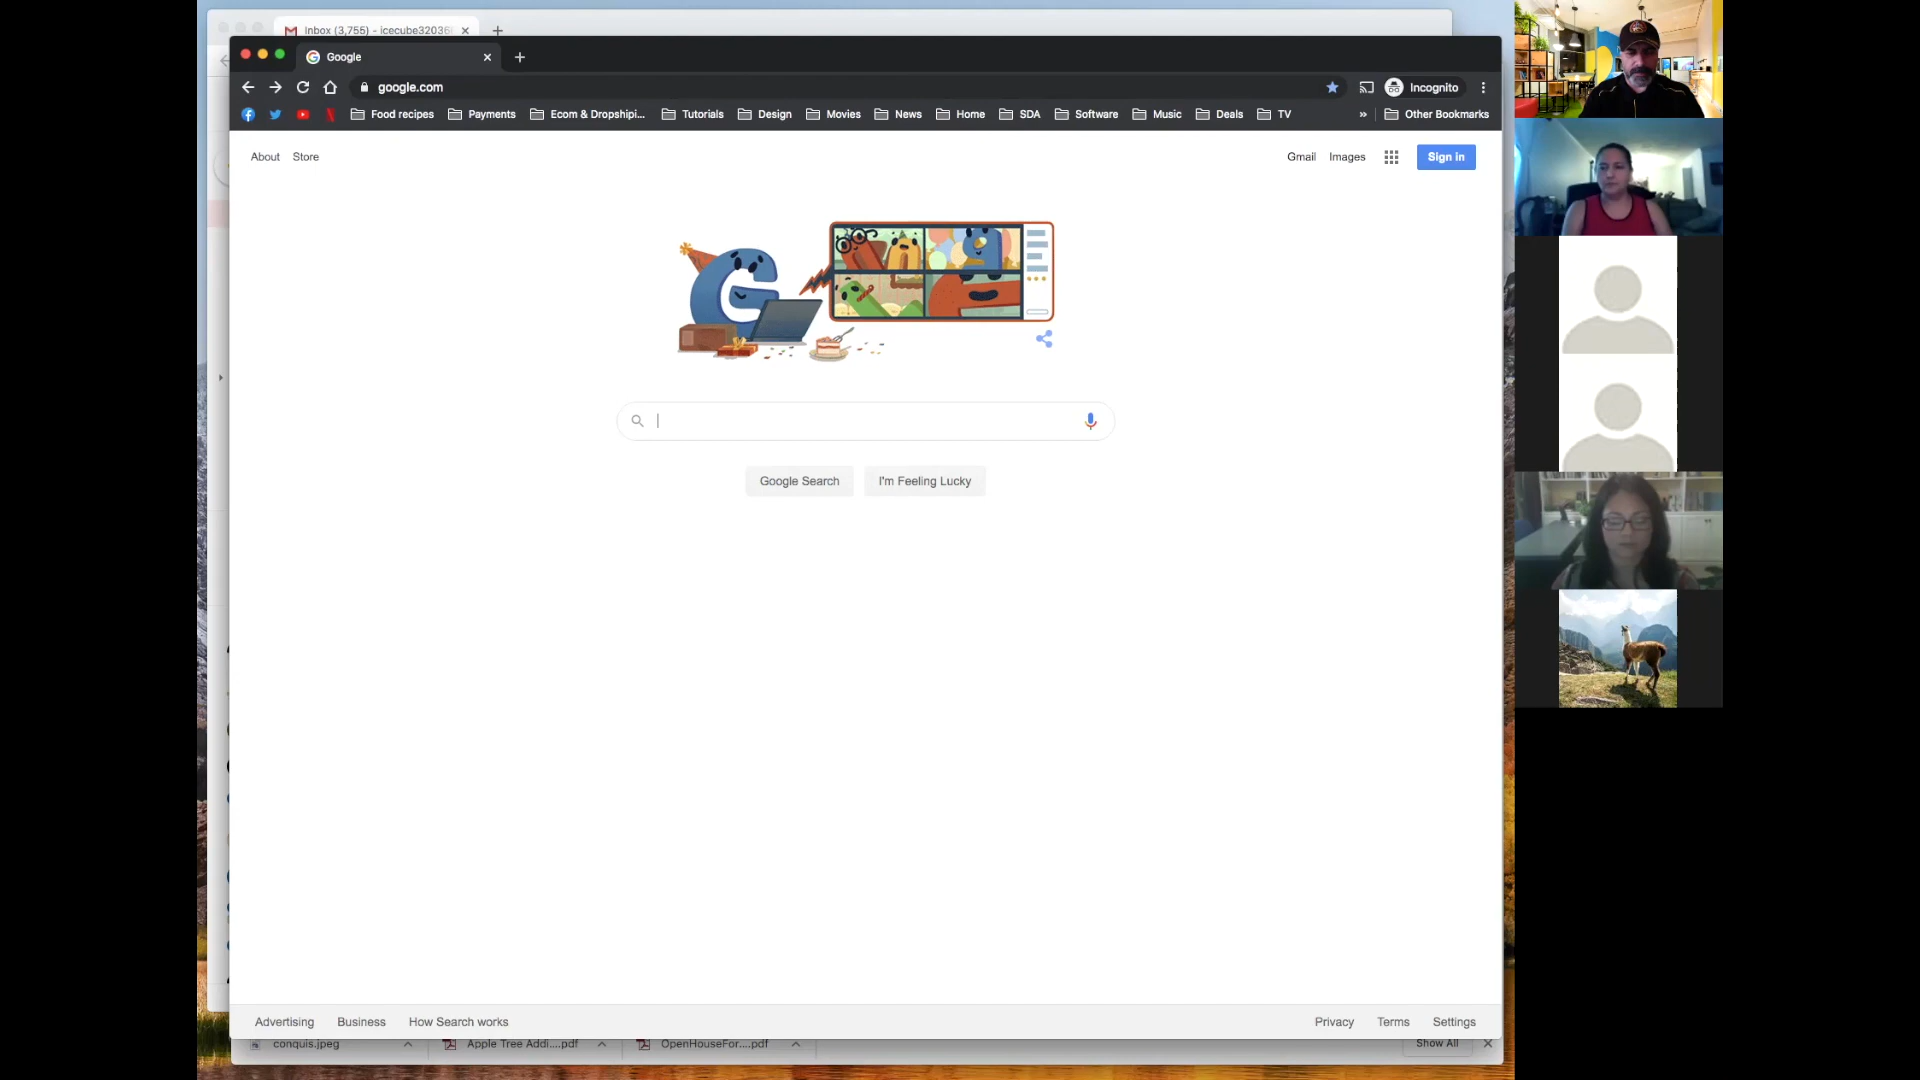 Inbox (3,755) - icecube32036
Google
google.com
Incognito
Food recipes Payments Ecom & Dropshipi... Tutorials Design Movies News Home SDA Software Music Deals TV » Other Bookmarks
About Store
Gmail Images Sign in
Google Search I'm Feeling Lucky
Advertising Business How Search works
Privacy Terms Settings
conquis.jpeg Apple Tree Addi....pdf OpenHouseFor....pdf Show All